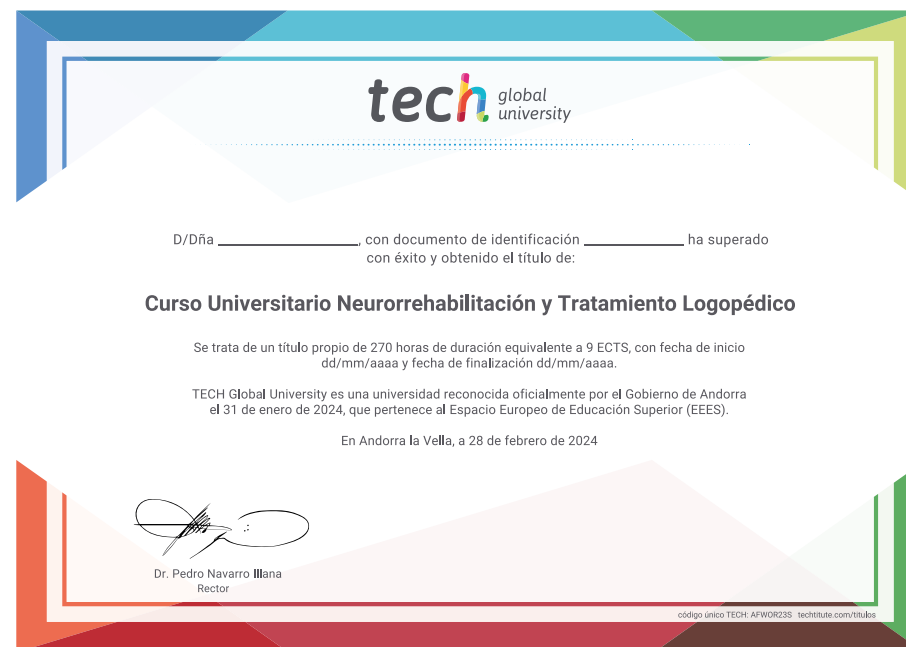 tech global university
D/Dña ____________________, con documento de identificación ______________ ha superado
con éxito y obtenido el título de:
Curso Universitario Neurorrehabilitación y Tratamiento Logopédico
Se trata de un título propio de 270 horas de duración equivalente a 9 ECTS, con fecha de inicio
dd/mm/aaaa y fecha de finalización dd/mm/aaaa.
TECH Global University es una universidad reconocida oficialmente por el Gobierno de Andorra
el 31 de enero de 2024, que pertenece al Espacio Europeo de Educación Superior (EEES).
En Andorra la Vella, a 28 de febrero de 2024
Dr. Pedro Navarro Illana
Rector
código único TECH: AFWOR23S techtitute.com/titulos